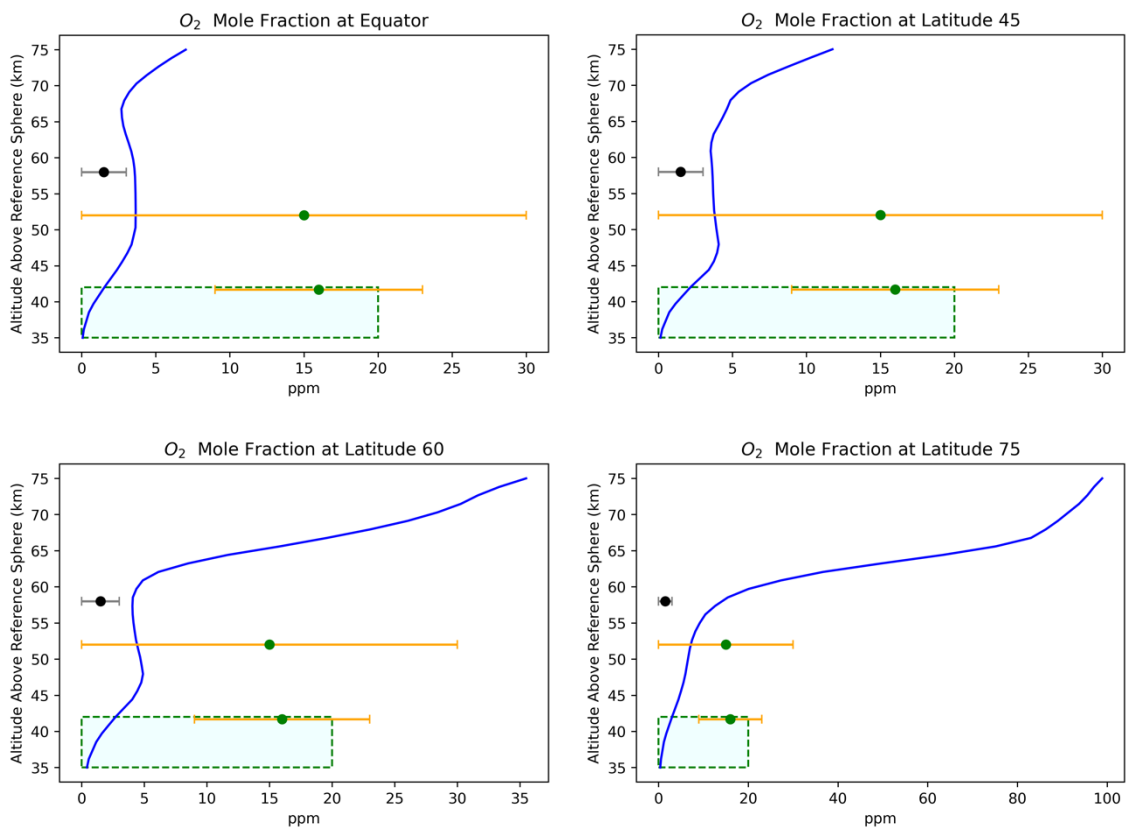 O₂ Mole Fraction at Equator
Altitude Above Reference Sphere (km)
75
70
65
60
55
50
45
40
35
0 5 10 15 20 25 30
ppm
O₂ Mole Fraction at Latitude 45
Altitude Above Reference Sphere (km)
75
70
65
60
55
50
45
40
35
0 5 10 15 20 25 30
ppm
O₂ Mole Fraction at Latitude 60
Altitude Above Reference Sphere (km)
75
70
65
60
55
50
45
40
35
0 5 10 15 20 25 30 35
ppm
O₂ Mole Fraction at Latitude 75
Altitude Above Reference Sphere (km)
75
70
65
60
55
50
45
40
35
0 20 40 60 80 100
ppm